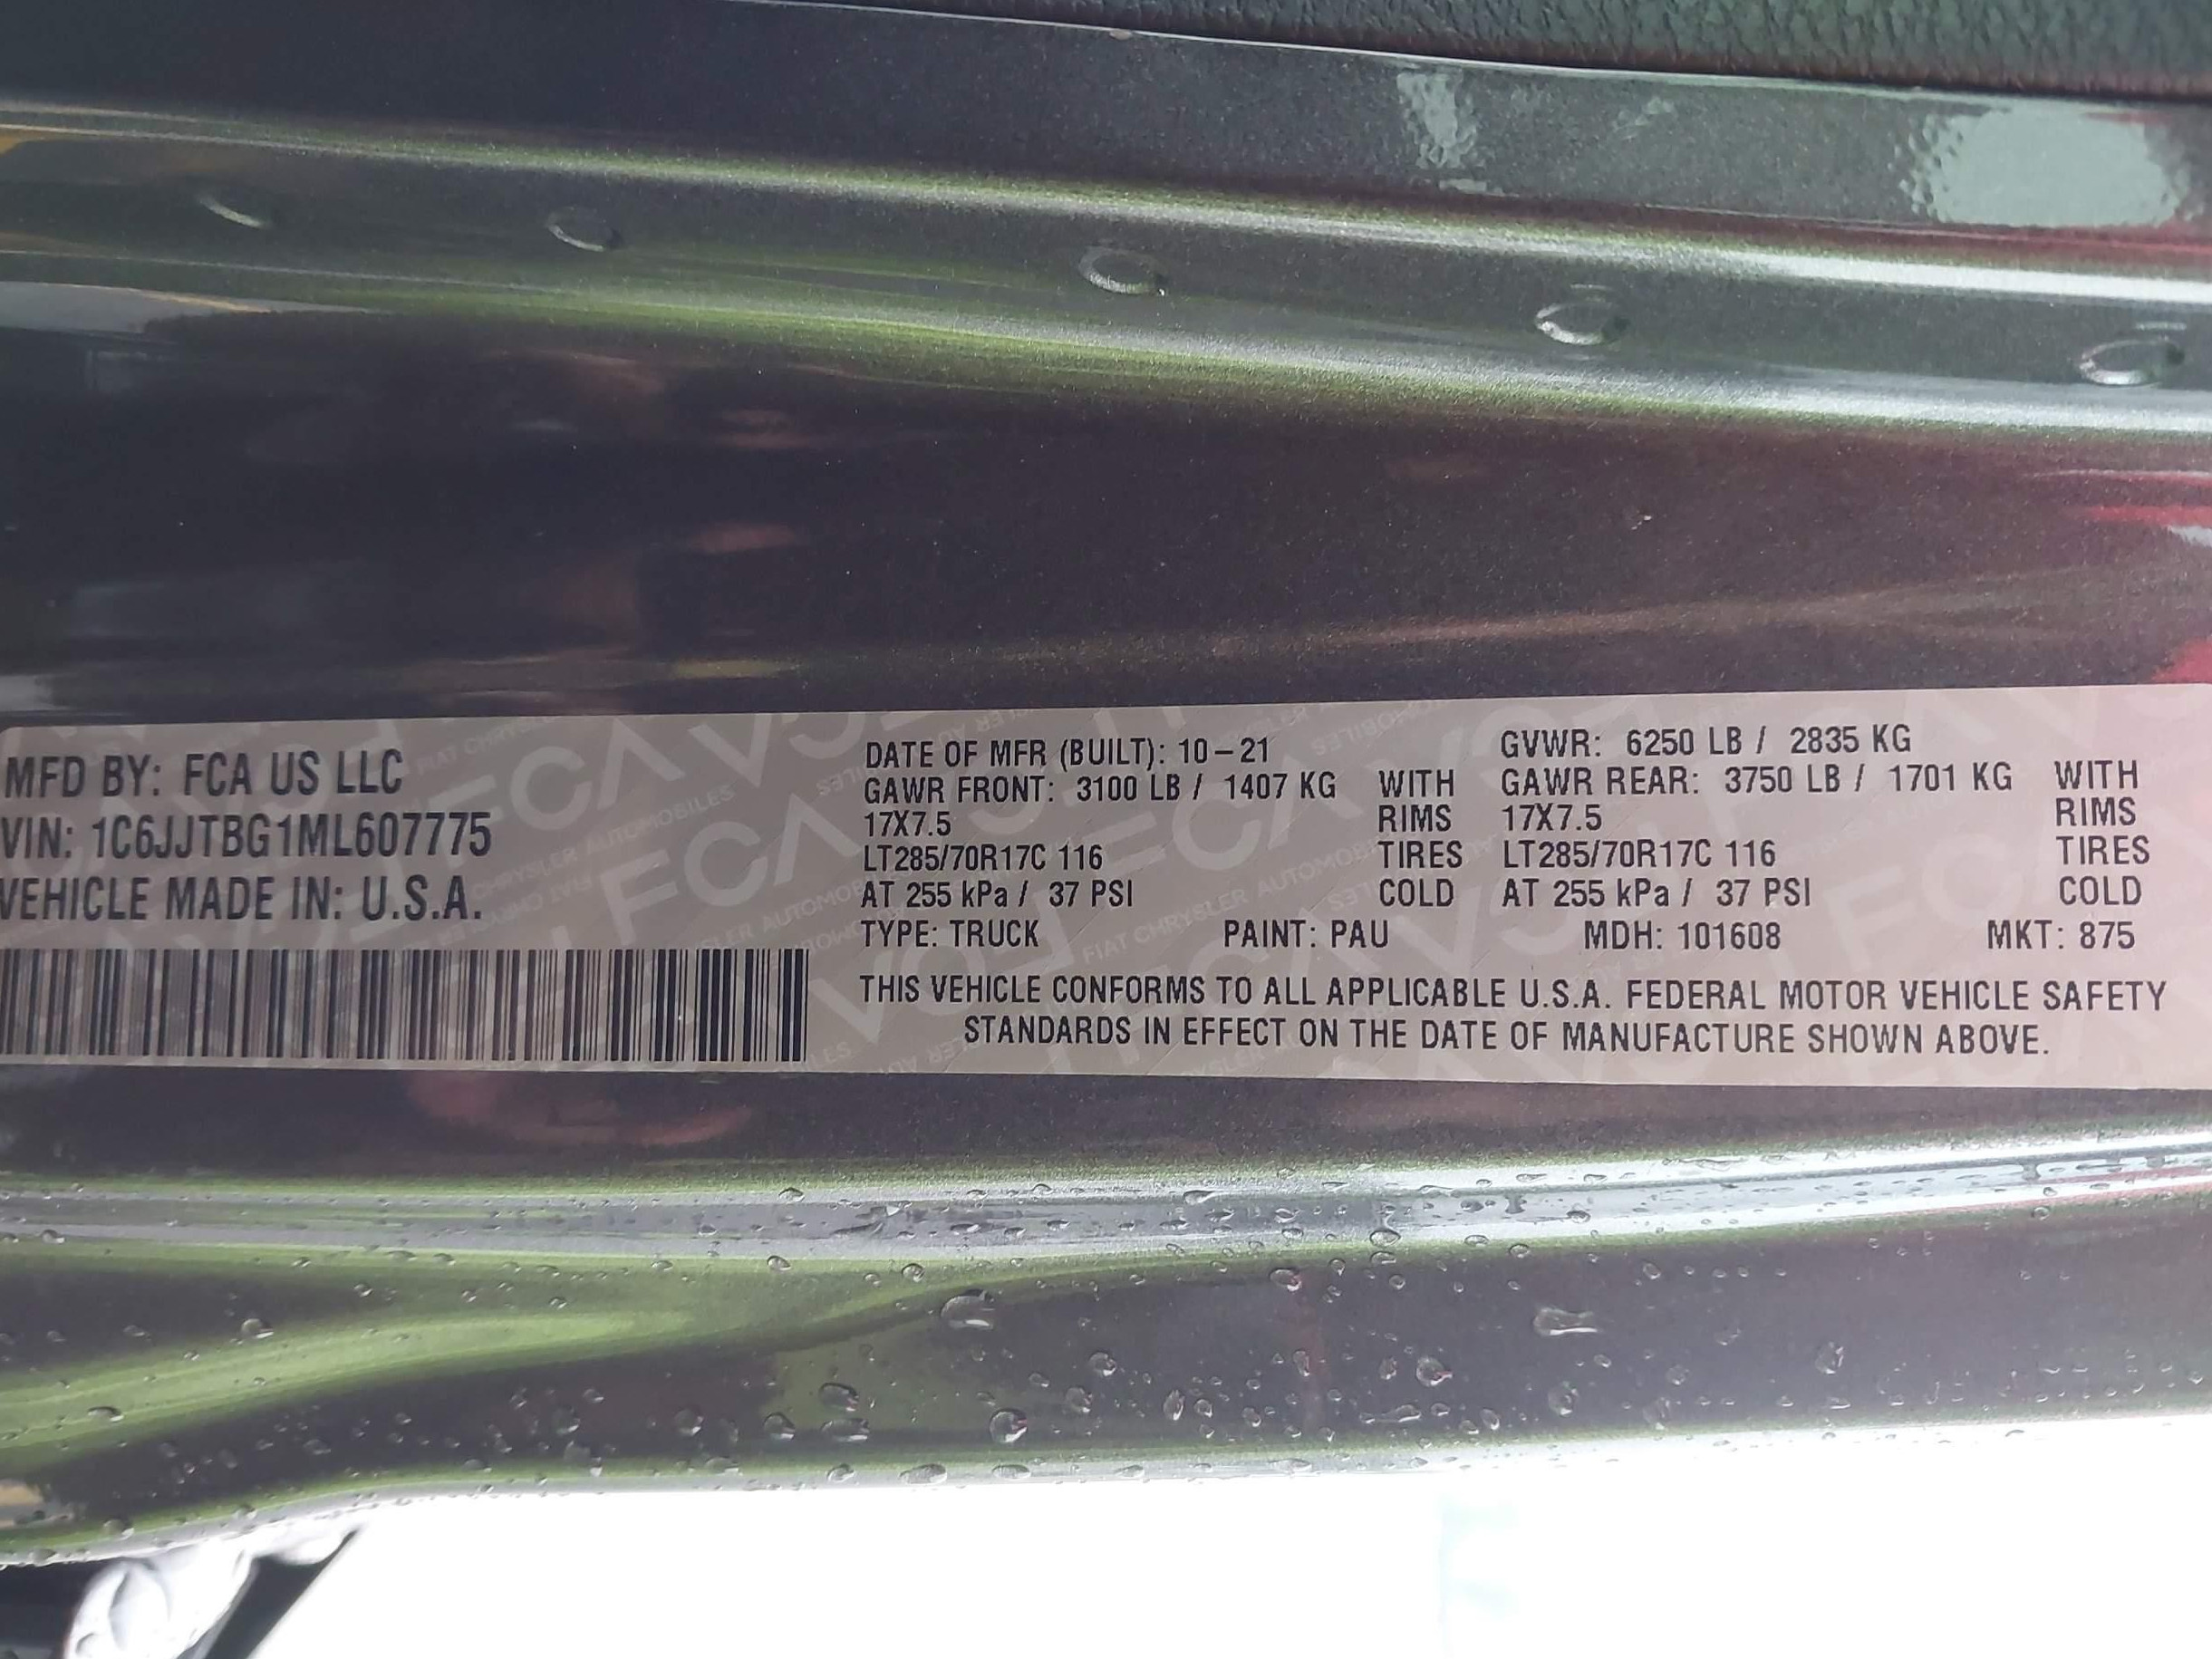 MFD BY: FCA US LLC
VIN: 1C6JJTBG1ML607775
VEHICLE MADE IN: U.S.A.
DATE OF MFR (BUILT): 10-21 GVWR: 6250 LB / 2835 KG
GAWR FRONT: 3100 LB / 1407 KG WITH GAWR REAR: 3750 LB / 1701 KG WITH
17X7.5 RIMS 17X7.5 RIMS
LT285/70R17C 116 TIRES LT285/70R17C 116 TIRES
AT 255 kPa / 37 PSI COLD AT 255 kPa / 37 PSI COLD
TYPE: TRUCK PAINT: PAU MDH: 101608 MKT: 875
THIS VEHICLE CONFORMS TO ALL APPLICABLE U.S.A. FEDERAL MOTOR VEHICLE SAFETY
STANDARDS IN EFFECT ON THE DATE OF MANUFACTURE SHOWN ABOVE.